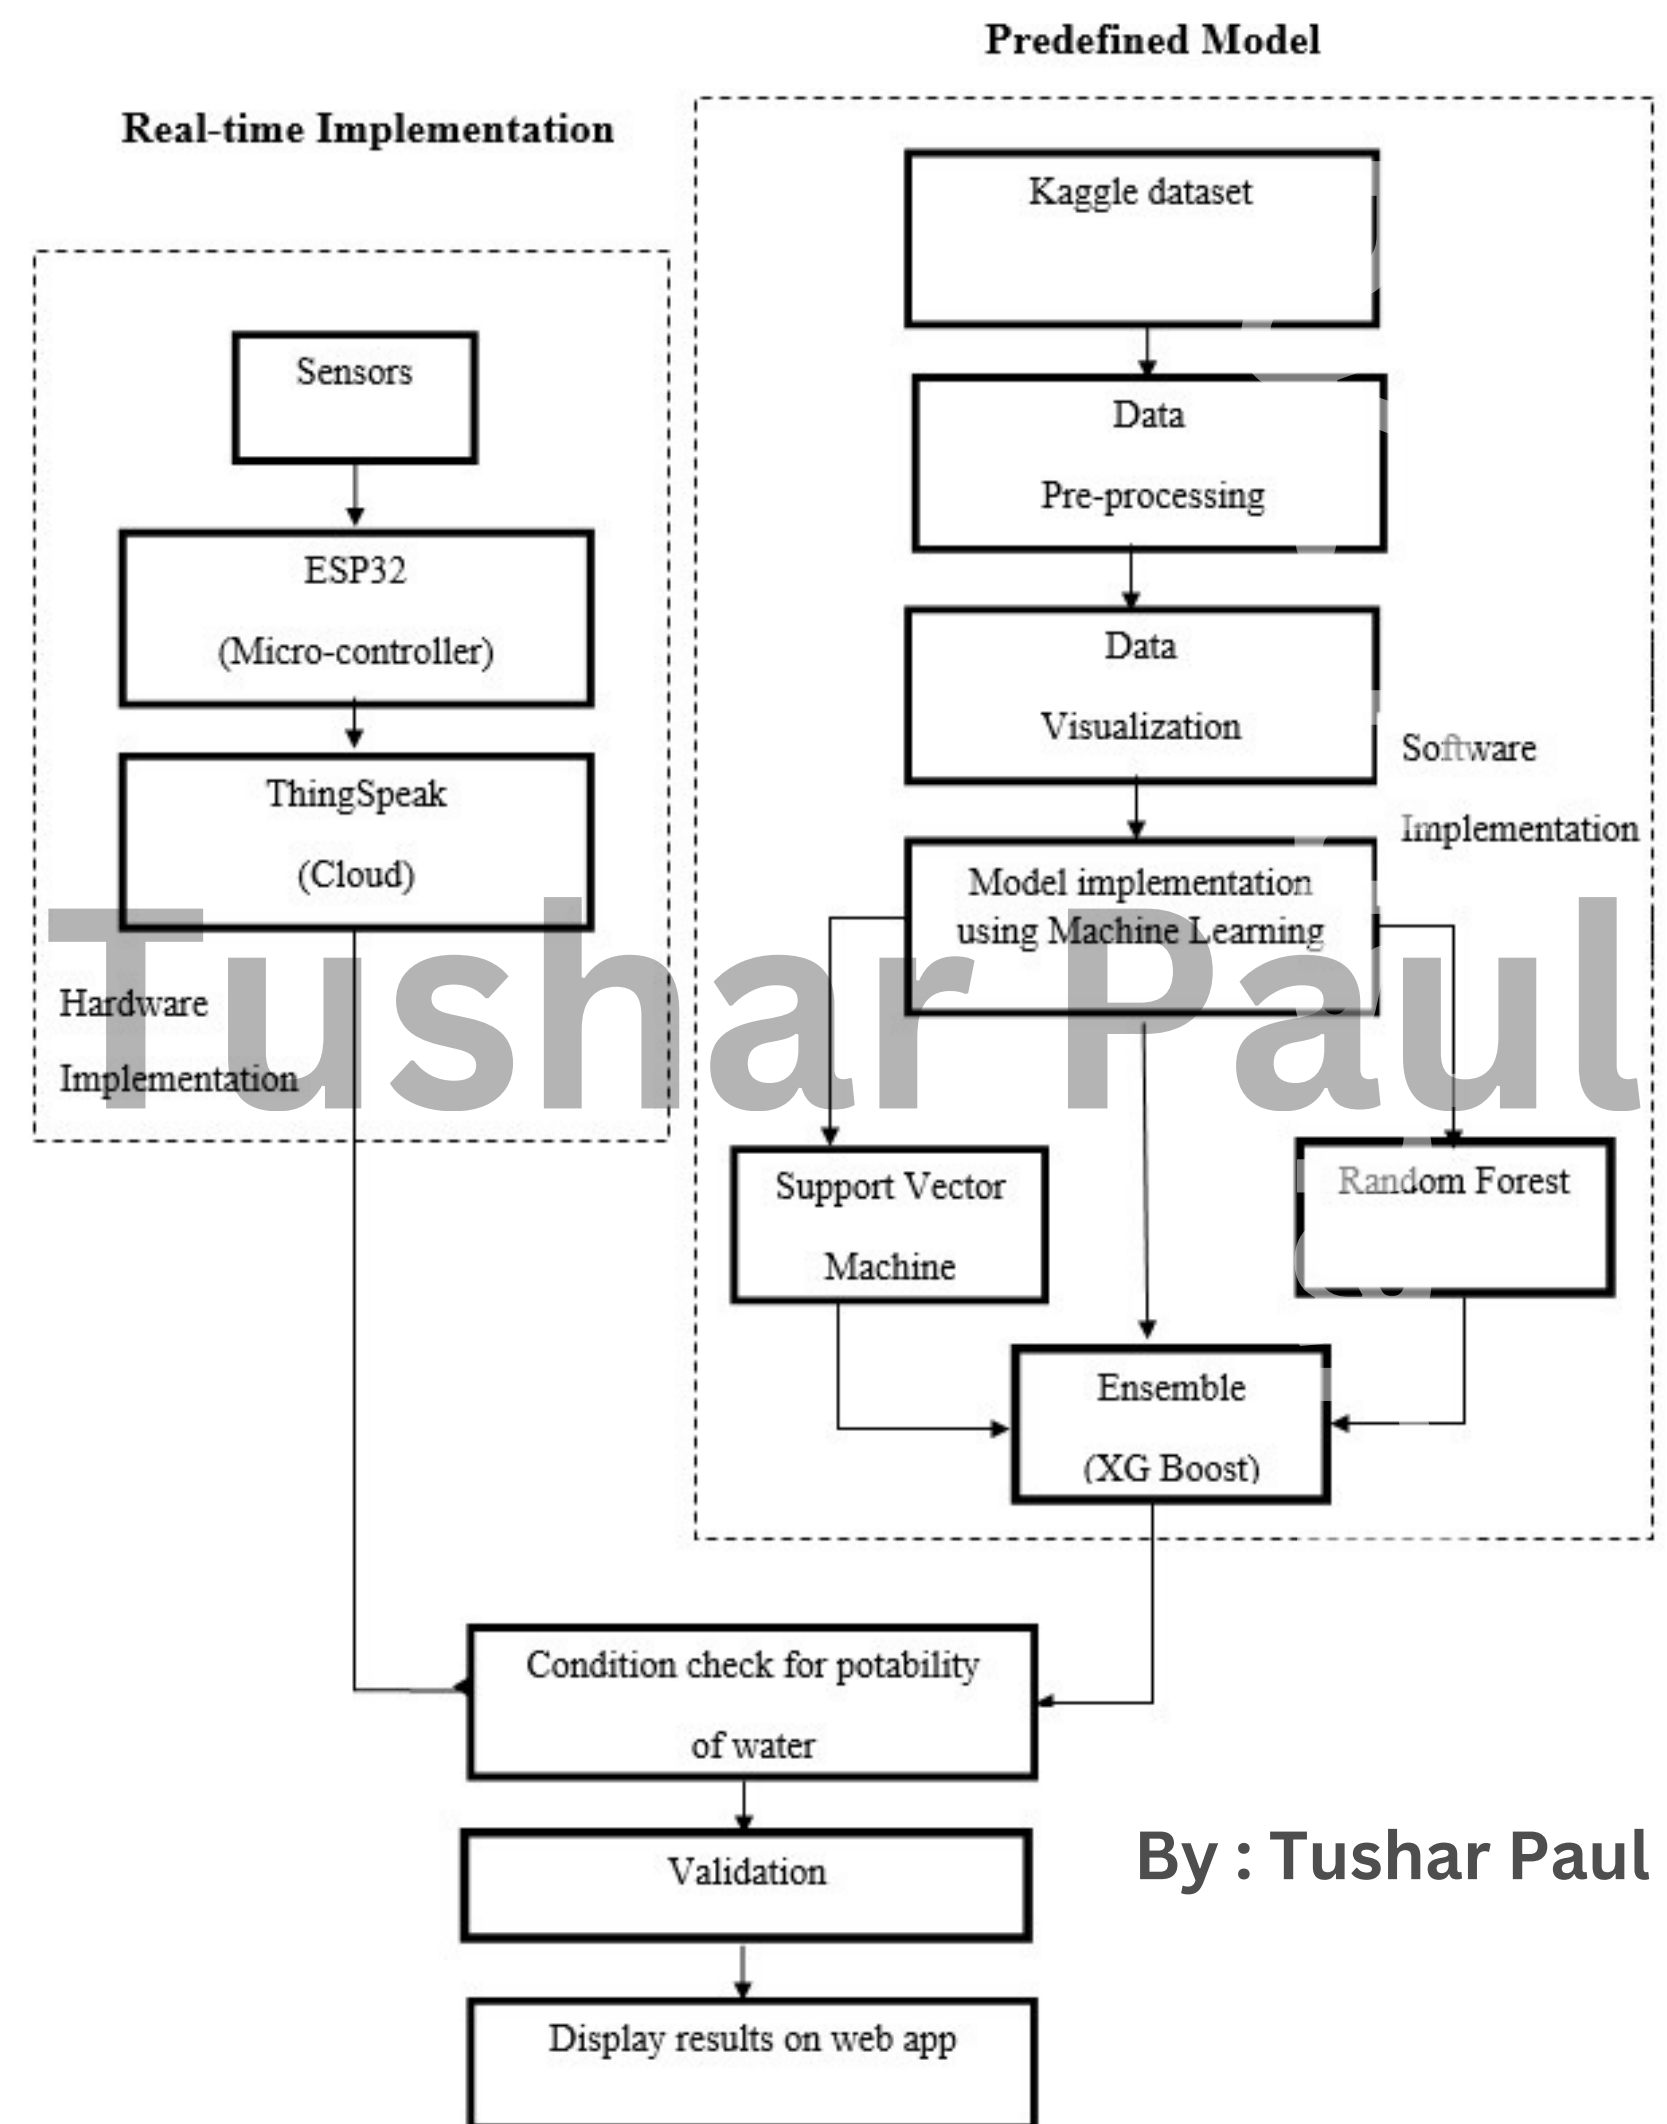 Predefined Model
Real-time Implementation
Kaggle dataset
Sensors
Data
Pre-processing
ESP32
(Micro-controller)
Data
Visualization
Software
Implementation
ThingSpeak
(Cloud)
Model implementation
using Machine Learning
Tushar Paul
Hardware
Implementation
Support Vector
Machine
Random Forest
Ensemble
(XG Boost)
Condition check for potability
of water
Validation
By : Tushar Paul
Display results on web app